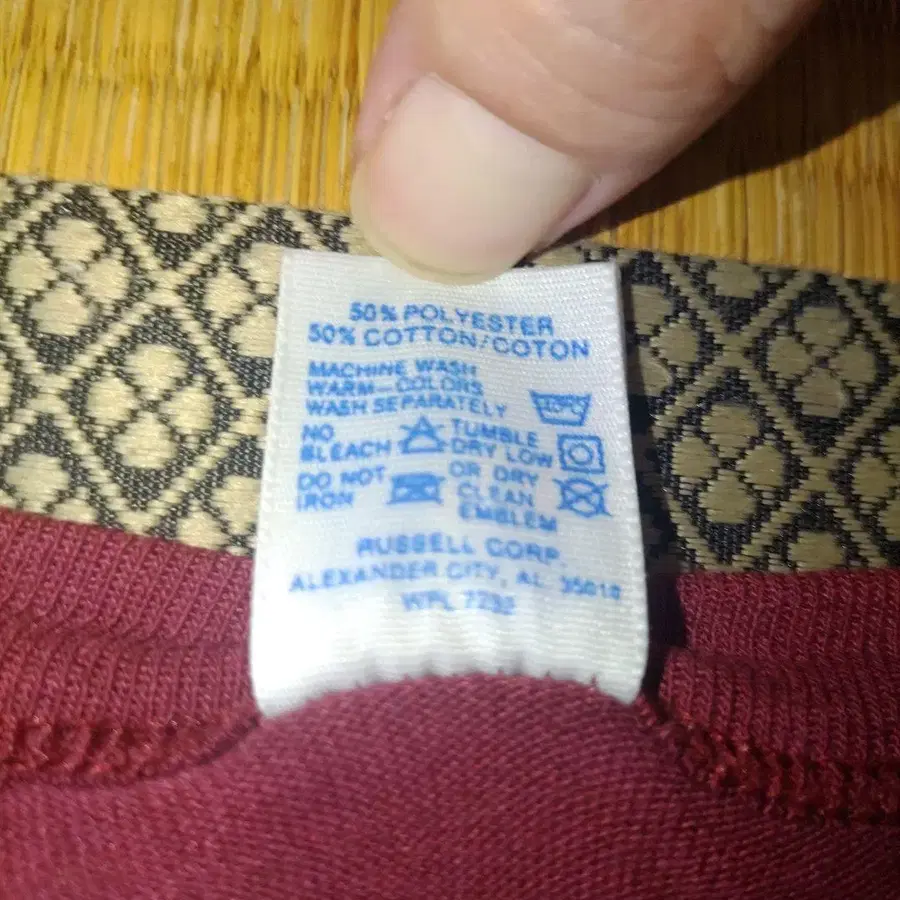 50% POLYESTER
50% COTTON/COTON
MACHINE WASH
WARM—COLORS
WASH SEPARATELY
NO
BLEACH
TUMBLE
DRY LOW
DO NOT
IRON
OR DRY
CLEAN
EMBLEM
RUSSELL CORP.
ALEXANDER CITY, AL. 35010
WPL